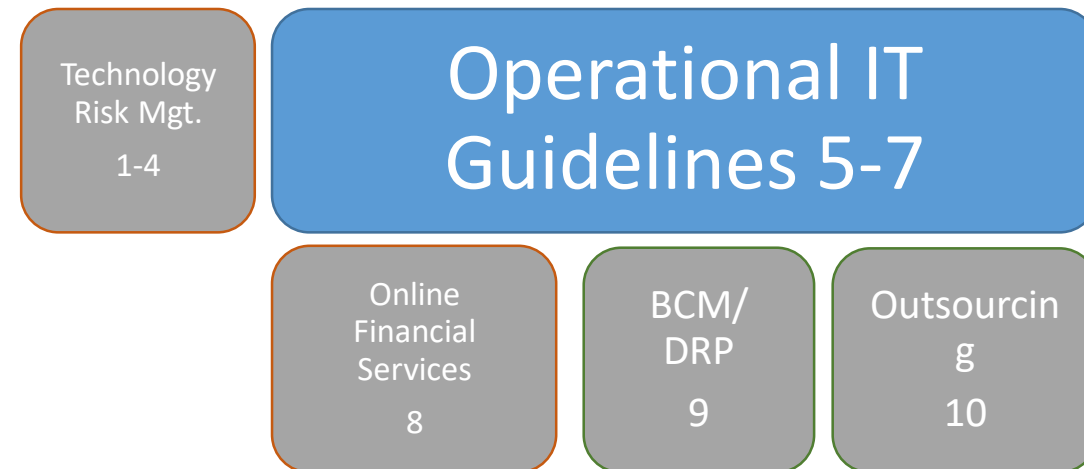 Technology
Risk Mgt.
1-4
Operational IT
Guidelines 5-7
Online
Financial
Services
8
BCM/
DRP
9
Outsourcin
g
10